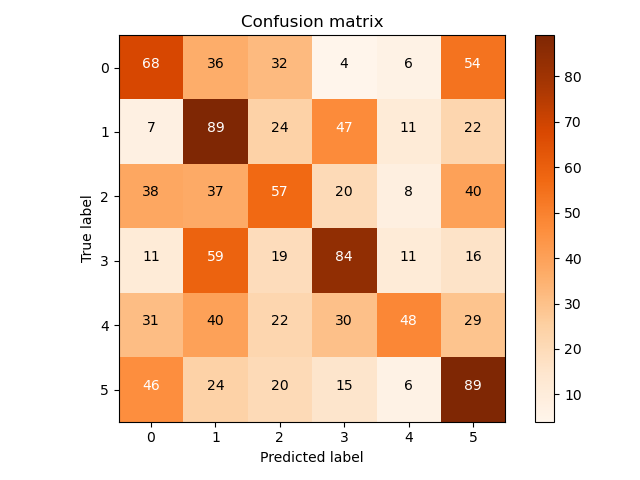 Confusion matrix
0 68 36 32 4 6 54
1 7 89 24 47 11 22
2 38 37 57 20 8 40
3 11 59 19 84 11 16
4 31 40 22 30 48 29
5 46 24 20 15 6 89
0 1 2 3 4 5
Predicted label
True label
80
70
60
50
40
30
20
10